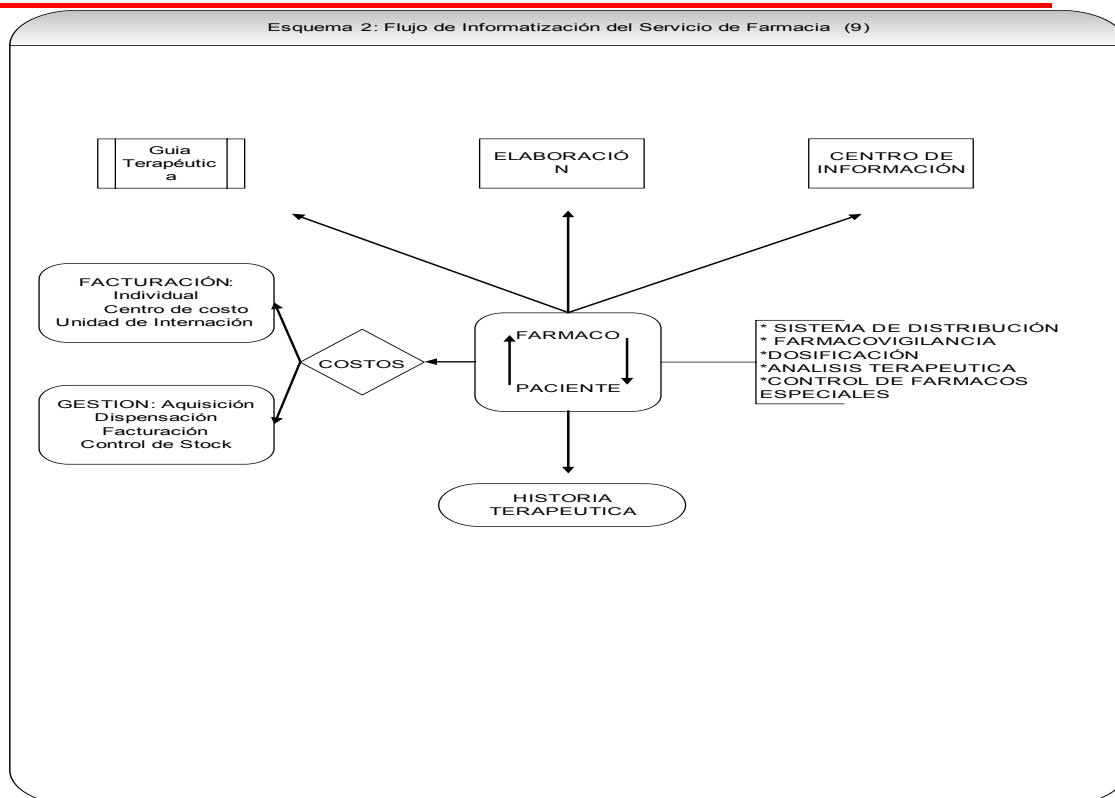 Esquema 2: Flujo de Informatización del Servicio de Farmacia (9)
Guia
Terapéutic
a
ELABORACIÓ
N
CENTRO DE
INFORMACIÓN
FACTURACIÓN:
Individual
Centro de costo
Unidad de Internación
COSTOS
FARMACO
PACIENTE
* SISTEMA DE DISTRIBUCIÓN
* FARMACOVIGILANCIA
*DOSIFICACIÓN
*ANALISIS TERAPEUTICA
*CONTROL DE FARMACOS
ESPECIALES
GESTION: Aquisición
Dispensación
Facturación
Control de Stock
HISTORIA
TERAPEUTICA